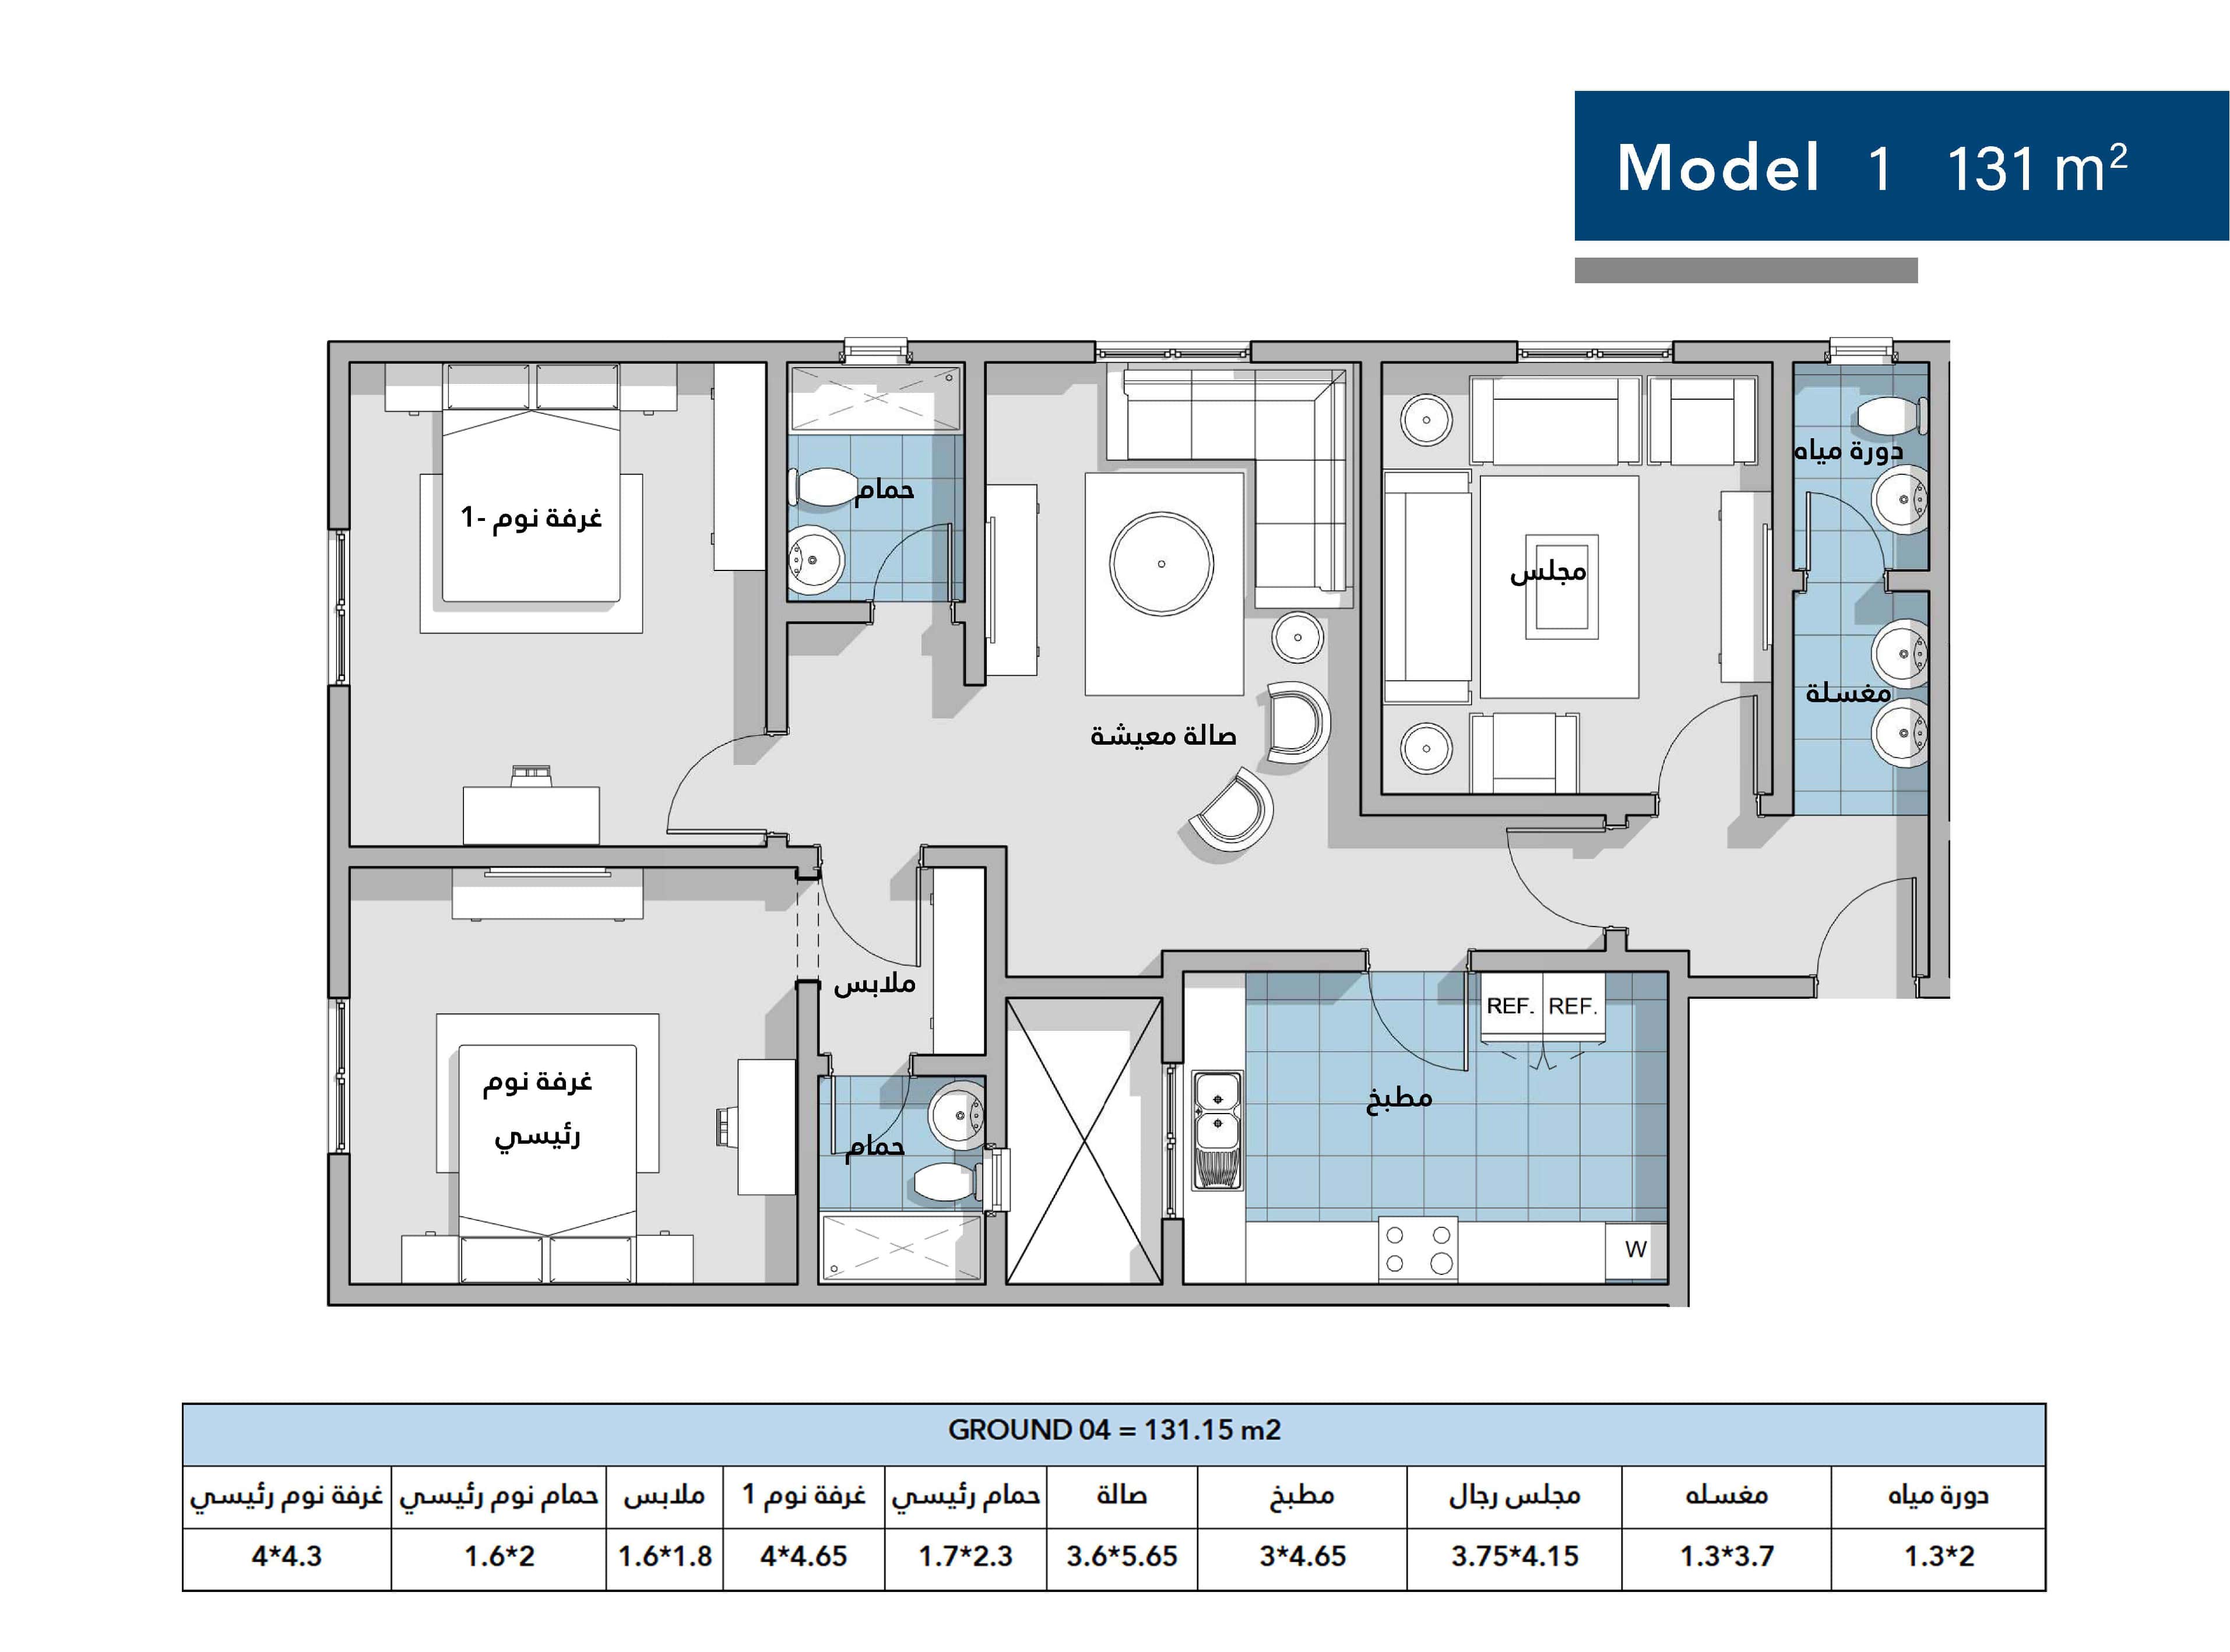 Model 1 131 m²
دورة مياه
حمام
غرفة نوم -1
مجلس
مغسلة
صالة معيشة
ملابس
REF. REF.
مطبخ
غرفة نوم
رئيسي
حمام
W
GROUND 04 = 131.15 m2
غرفة نوم رئيسي
حمام نوم رئيسي
ملابس
غرفة نوم 1
حمام رئيسي
صالة
مطبخ
مجلس رجال
مغسله
دورة مياه
4*4.3
1.6*2
1.6*1.8
4*4.65
1.7*2.3
3.6*5.65
3*4.65
3.75*4.15
1.3*3.7
1.3*2